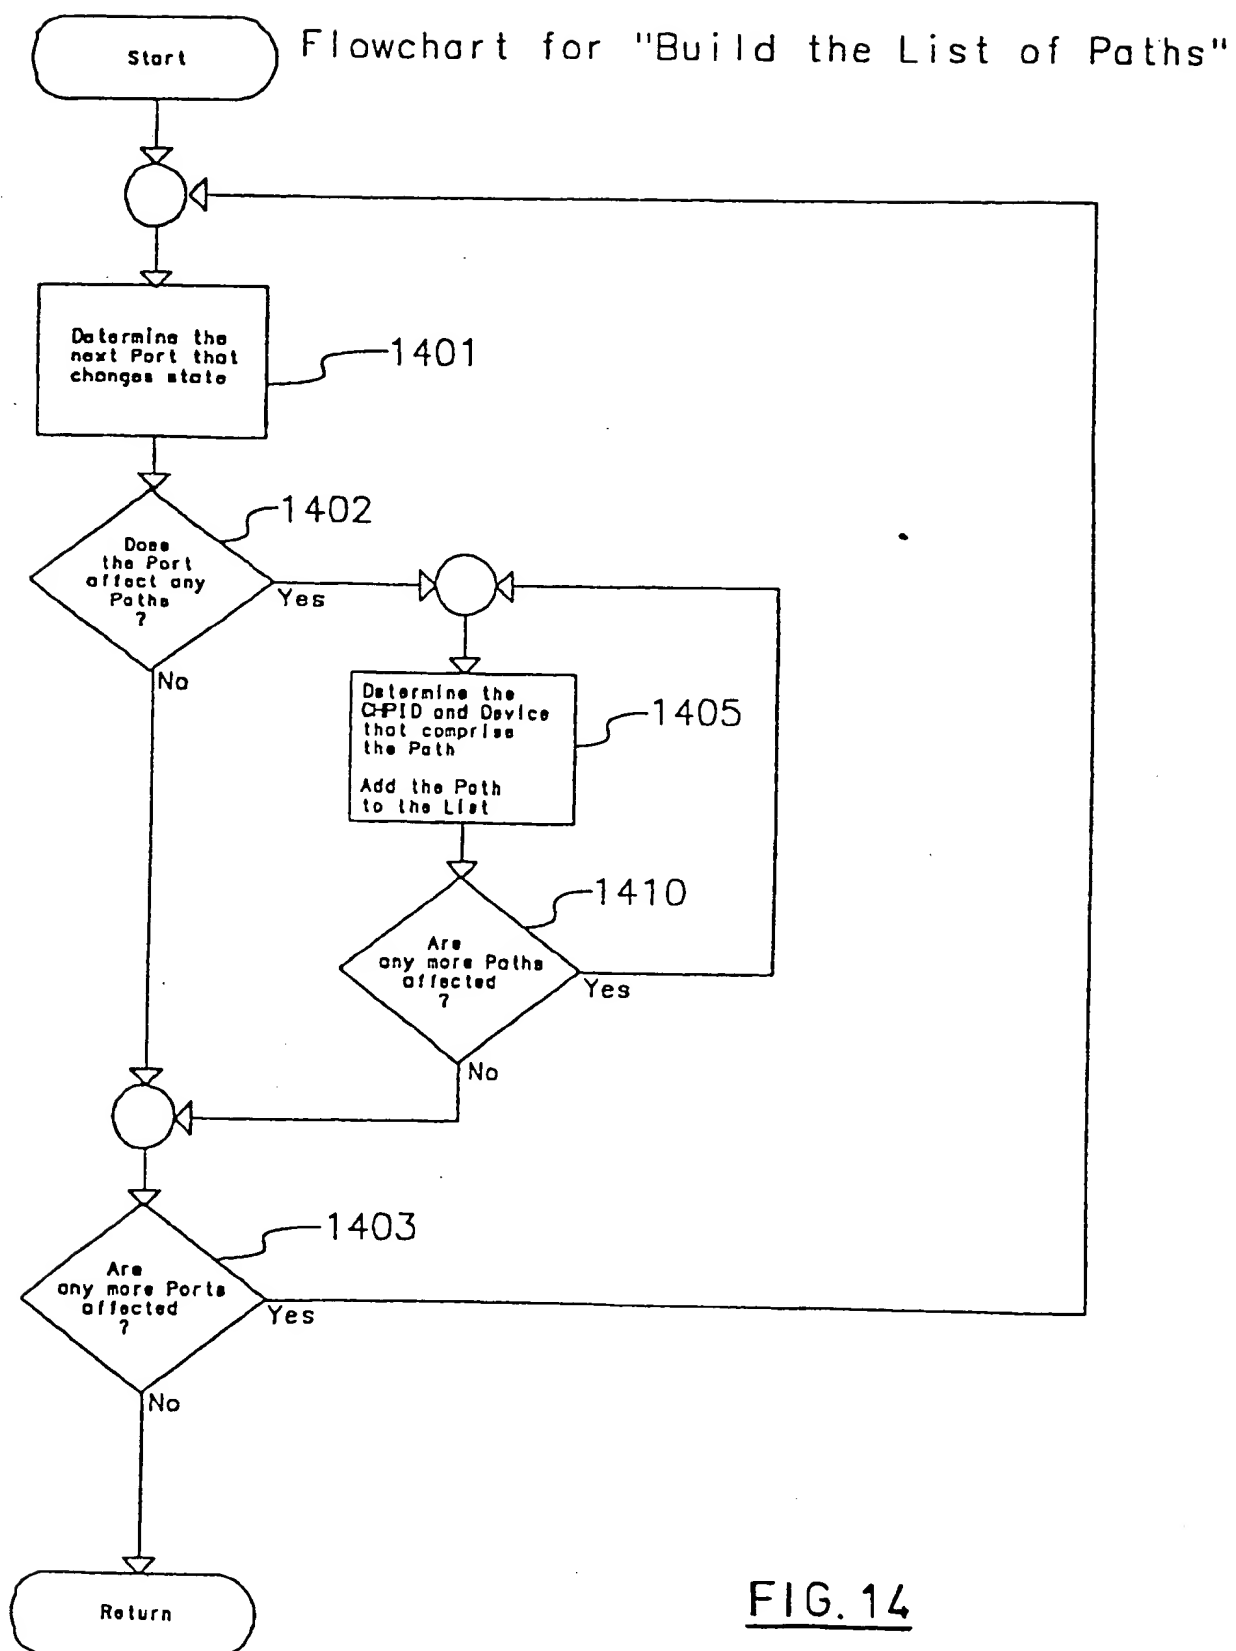 Start
Flowchart for "Build the List of Paths"
Determine the
next Port that
changes state
1401
1402
Does
the Port
affect any
Paths
?
Yes
No
Determine the
CHPID and Device
that comprise
the Path
Add the Path
to the List
1405
1410
Are
any more Paths
affected
?
Yes
No
1403
Are
any more Ports
affected
?
Yes
No
Return
FIG. 14